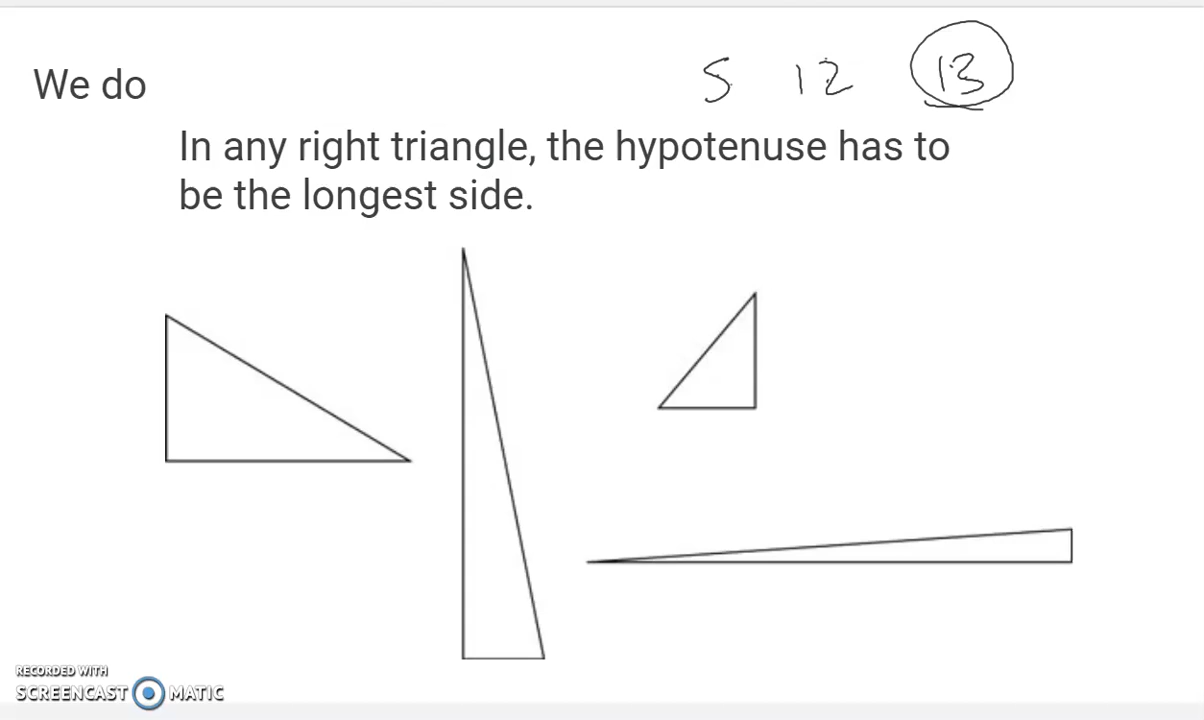 We do
5 12 13
In any right triangle, the hypotenuse has to
be the longest side.
RECORDED WITH
SCREENCAST MATIC